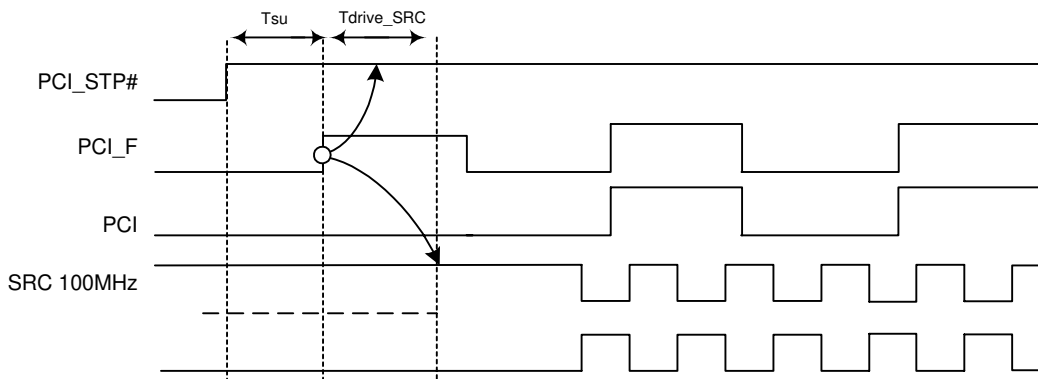 Tsu
Tdrive_SRC
PCI_STP#
PCI_F
PCI
SRC 100MHz